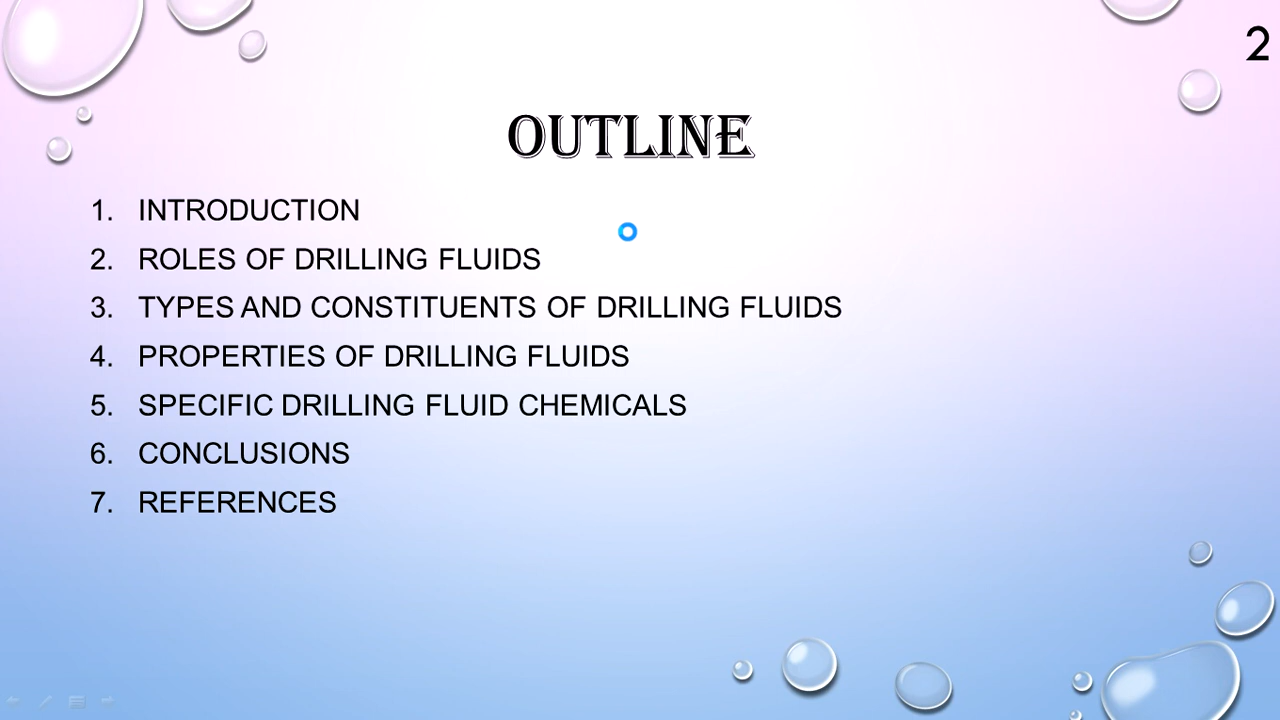 2
OUTLINE
1. INTRODUCTION
2. ROLES OF DRILLING FLUIDS
3. TYPES AND CONSTITUENTS OF DRILLING FLUIDS
4. PROPERTIES OF DRILLING FLUIDS
5. SPECIFIC DRILLING FLUID CHEMICALS
6. CONCLUSIONS
7. REFERENCES